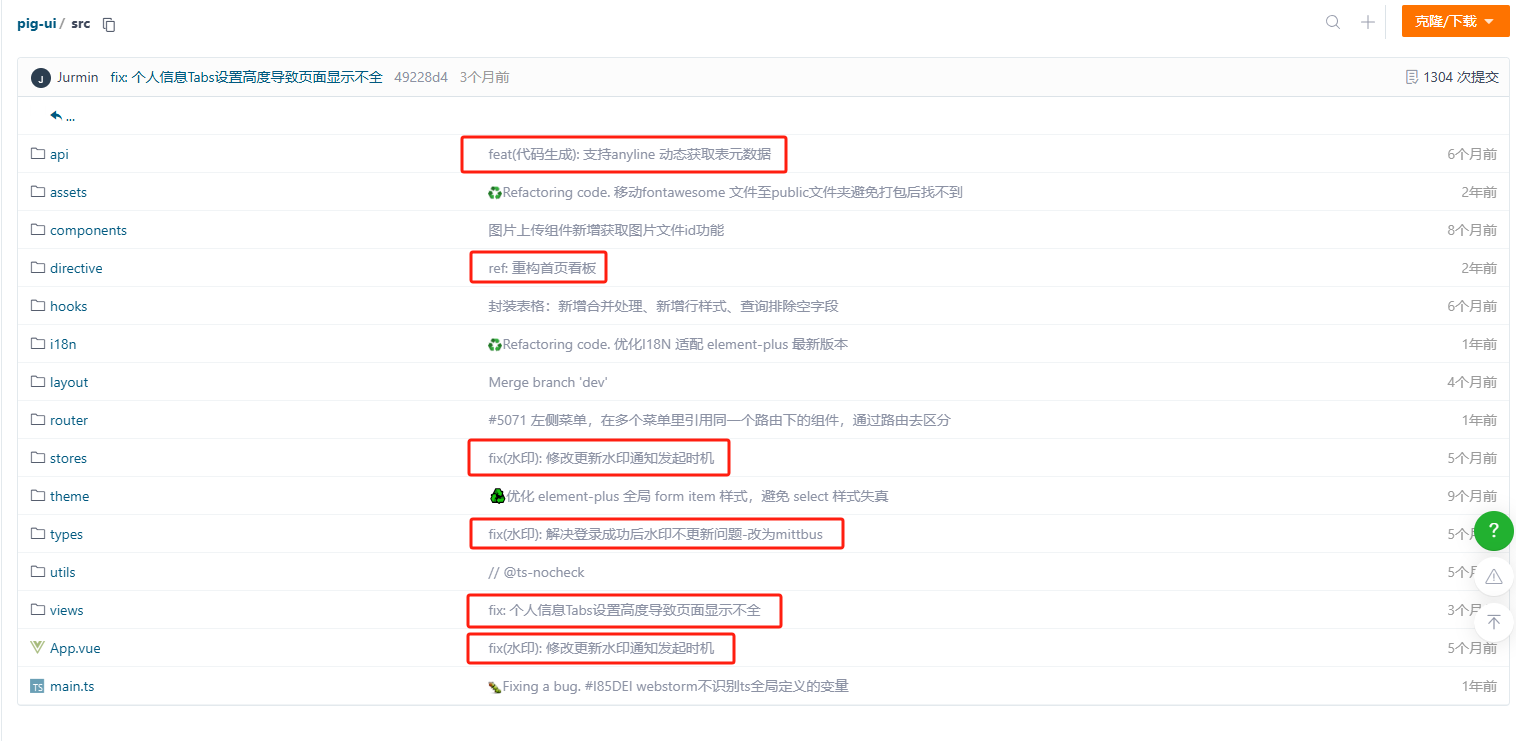 pig-ui / src
克隆/下载
J Jurmin fix: 个人信息Tabs设置高度导致页面显示不全 49228d4 3个月前 1304 次提交
...
api feat(代码生成): 支持anyline 动态获取表元数据 6个月前
assets Refactoring code. 移动fontawesome 文件至public文件夹避免打包后找不到 2年前
components 图片上传组件新增获取图片文件id功能 8个月前
directive ref: 重构首页看板 2年前
hooks 封装表格：新增合并处理、新增行样式、查询排除空字段 6个月前
i18n Refactoring code. 优化I18N 适配 element-plus 最新版本 1年前
layout Merge branch 'dev' 4个月前
router #5071 左侧菜单，在多个菜单里引用同一个路由下的组件，通过路由去区分 1年前
stores fix(水印): 修改更新水印通知发起时机 5个月前
theme 优化 element-plus 全局 form item 样式，避免 select 样式失真 9个月前
types fix(水印): 解决登录成功后水印不更新问题-改为mittbus 5个月
?
utils // @ts-nocheck 5个月
views fix: 个人信息Tabs设置高度导致页面显示不全 3个月
App.vue fix(水印): 修改更新水印通知发起时机 5个月前
TS main.ts Fixing a bug. #I85DEI webstorm不识别ts全局定义的变量 1年前